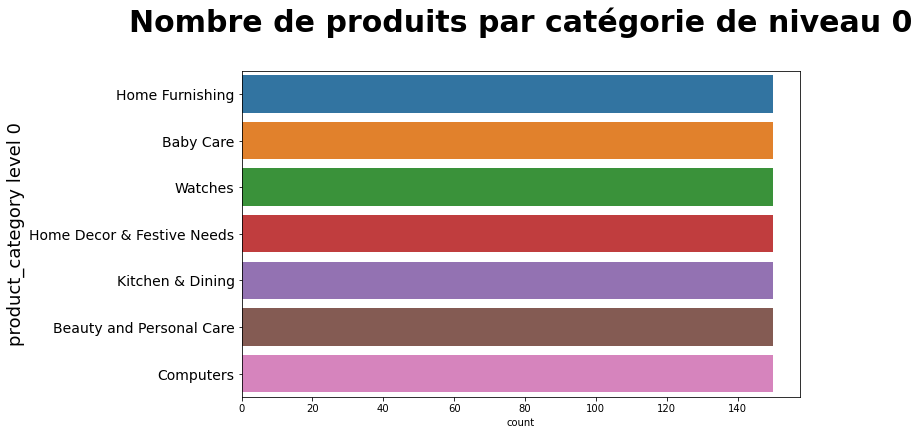 Nombre de produits par catégorie de niveau 0
product_category level 0
Home Furnishing
Baby Care
Watches
Home Decor & Festive Needs
Kitchen & Dining
Beauty and Personal Care
Computers
0 20 40 60 80 100 120 140
count